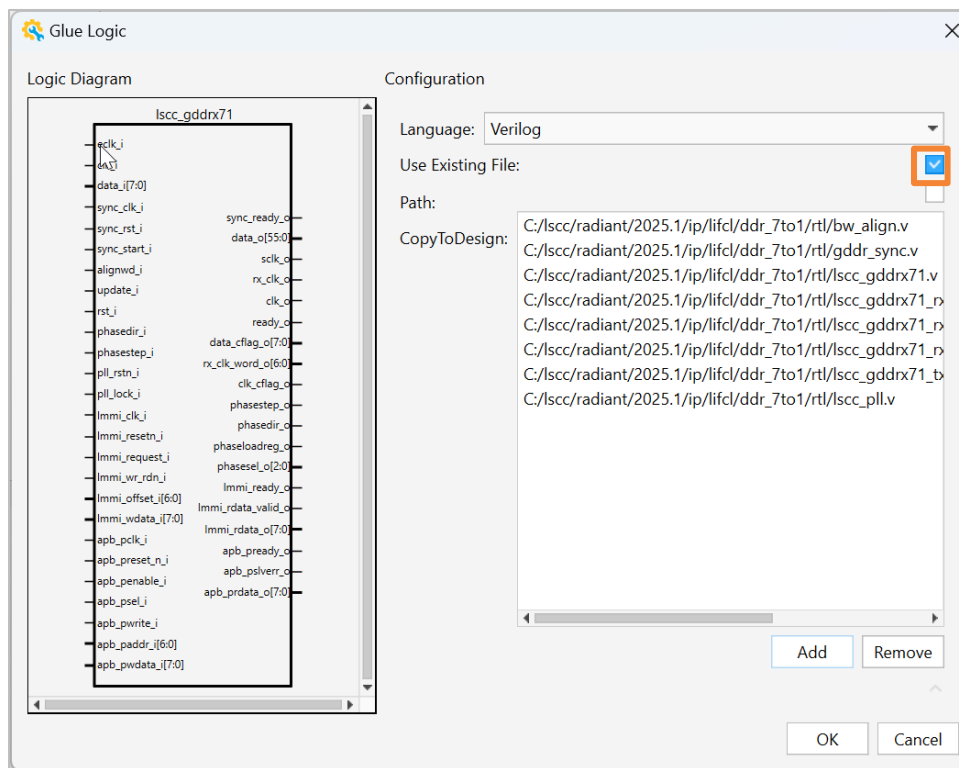 Glue Logic
Logic Diagram
lscc_gddrx71
eclk_i
data_i[7:0]
sync_clk_i
sync_rst_i
sync_start_i
alignwd_i
update_i
rst_i
phasedir_i
phasestep_i
pll_rstn_i
pll_lock_i
lmmi_clk_i
lmmi_resetn_i
lmmi_request_i
lmmi_wr_rdn_i
lmmi_offset_i[6:0]
lmmi_wdata_i[7:0]
apb_pclk_i
apb_preset_n_i
apb_penable_i
apb_psel_i
apb_pwrite_i
apb_paddr_i[6:0]
apb_pwdata_i[7:0]
sync_ready_o
data_o[55:0]
sclk_o
rx_clk_o
clk_o
ready_o
data_cflag_o[7:0]
rx_clk_word_o[6:0]
clk_cflag_o
phasestep_o
phasedir_o
phaseloadreg_o
phasesel_o[2:0]
lmmi_ready_o
lmmi_rdata_valid_o
lmmi_rdata_o[7:0]
apb_pready_o
apb_pslverr_o
apb_prdata_o[7:0]
Configuration
Language: Verilog
Use Existing File:
Path:
CopyToDesign:
C:/lscc/radiant/2025.1/ip/lifcl/ddr_7to1/rtl/bw_align.v
C:/lscc/radiant/2025.1/ip/lifcl/ddr_7to1/rtl/gddr_sync.v
C:/lscc/radiant/2025.1/ip/lifcl/ddr_7to1/rtl/lscc_gddrx71.v
C:/lscc/radiant/2025.1/ip/lifcl/ddr_7to1/rtl/lscc_gddrx71_rx
C:/lscc/radiant/2025.1/ip/lifcl/ddr_7to1/rtl/lscc_gddrx71_rx
C:/lscc/radiant/2025.1/ip/lifcl/ddr_7to1/rtl/lscc_gddrx71_rx
C:/lscc/radiant/2025.1/ip/lifcl/ddr_7to1/rtl/lscc_gddrx71_tx
C:/lscc/radiant/2025.1/ip/lifcl/ddr_7to1/rtl/lscc_pll.v
Add Remove
OK Cancel